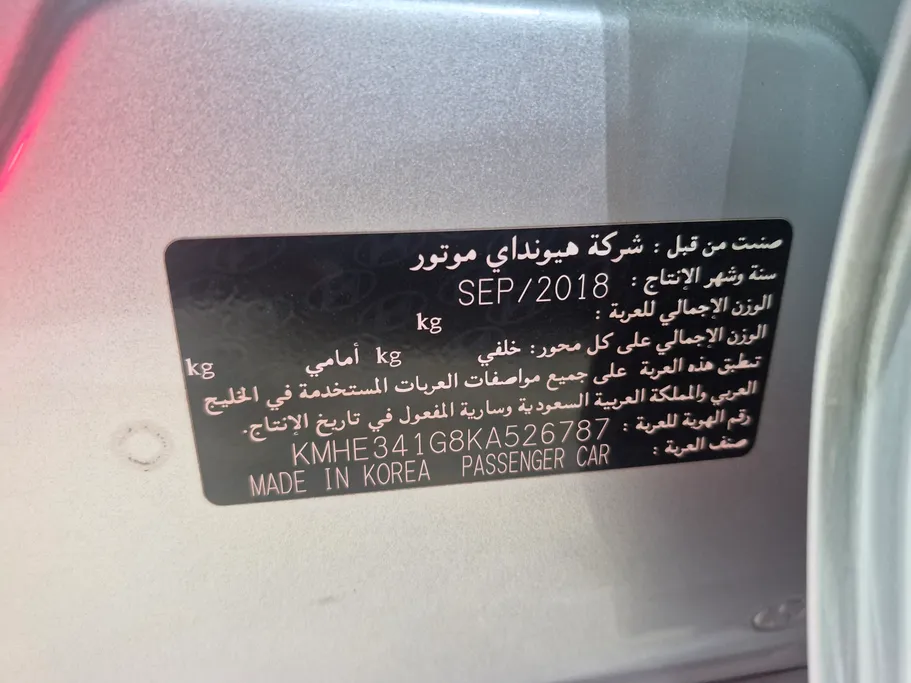 صنعت من قبل : شركة هيونداي موتور
سنة وشهر الإنتاج : SEP/2018
الوزن الإجمالي للعربة : kg
الوزن الإجمالي على كل محور: خلفي kg أمامي kg
تنطبق هذه العربة على جميع مواصفات العربات المستخدمة في الخليج
العربي والمملكة العربية السعودية وسارية المفعول في تاريخ الإنتاج.
رقم الهوية للعربة : KMHE341G8KA526787
صنف العربة : PASSENGER CAR
MADE IN KOREA